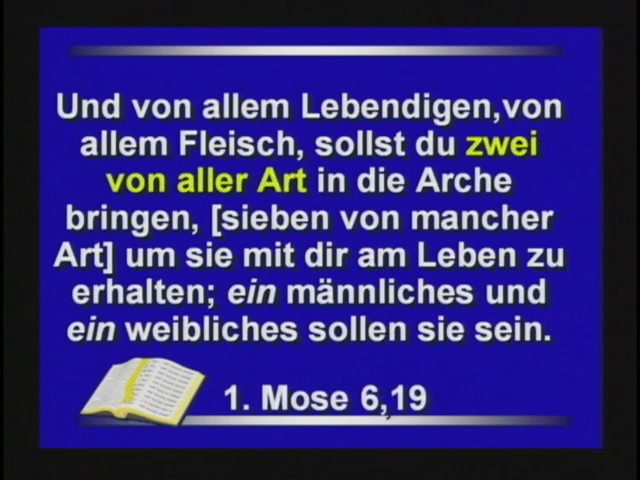 Und von allem Lebendigen,von
allem Fleisch, sollst du zwei
von aller Art in die Arche
bringen, [sieben von mancher
Art] um sie mit dir am Leben zu
erhalten; ein männliches und
ein weibliches sollen sie sein.
1. Mose 6,19